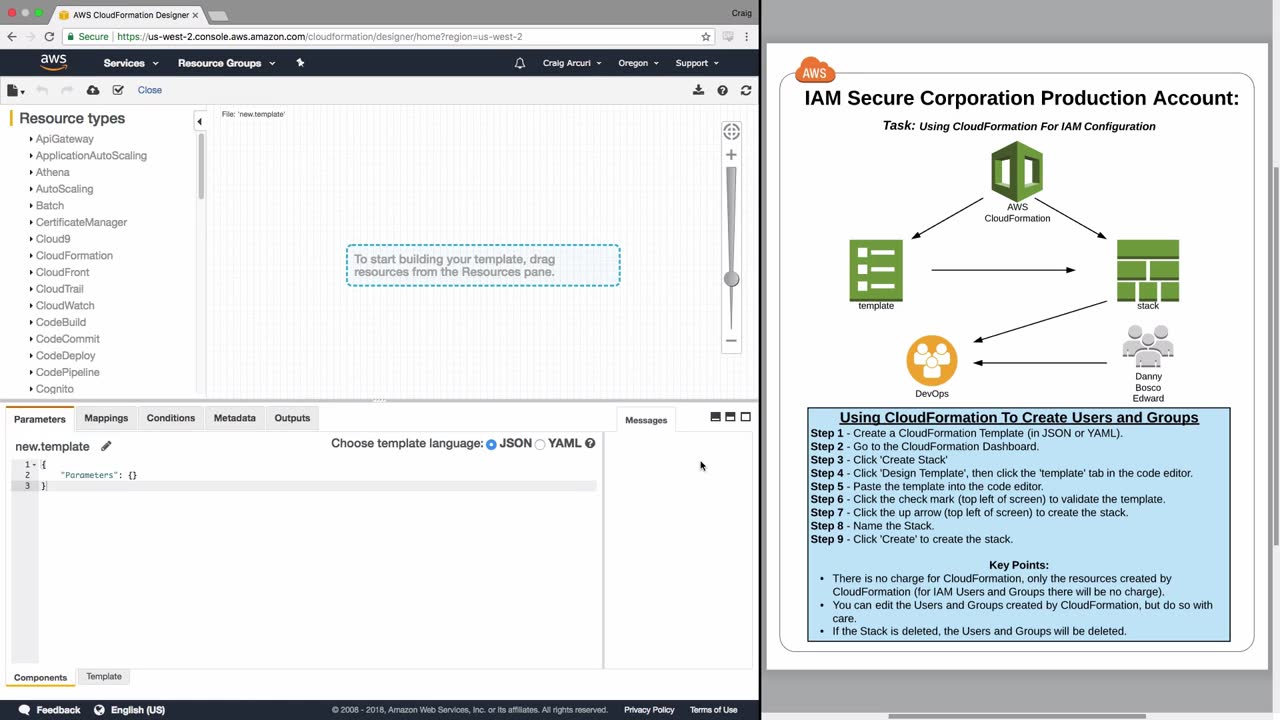 AWS CloudFormation Designer
Craig
Secure
https://us-west-2.console.aws.amazon.com/cloudformation/designer/home?region=us-west-2
aws
Services
Resource Groups
Craig Arcuri
Oregon
Support
Close
Resource types
ApiGateway
ApplicationAutoScaling
Athena
AutoScaling
Batch
CertificateManager
Cloud9
CloudFormation
CloudFront
CloudTrail
CloudWatch
CodeBuild
CodeCommit
CodeDeploy
CodePipeline
Cognito
File: 'new.template'
To start building your template, drag
resources from the Resources pane.
Parameters
Mappings
Conditions
Metadata
Outputs
Messages
new.template
Choose template language: JSON YAML
1 {
2 "Parameters": {}
3 }
Components
Template
Feedback
English (US)
© 2008 - 2018, Amazon Web Services, Inc. or its affiliates. All rights reserved.
Privacy Policy
Terms of Use
AWS
IAM Secure Corporation Production Account:
Task: Using CloudFormation For IAM Configuration
AWS
CloudFormation
template
stack
DevOps
Danny
Bosco
Edward
Using CloudFormation To Create Users and Groups
Step 1 - Create a CloudFormation Template (in JSON or YAML).
Step 2 - Go to the CloudFormation Dashboard.
Step 3 - Click 'Create Stack'
Step 4 - Click 'Design Template', then click the 'template' tab in the code editor.
Step 5 - Paste the template into the code editor.
Step 6 - Click the check mark (top left of screen) to validate the template.
Step 7 - Click the up arrow (top left of screen) to create the stack.
Step 8 - Name the Stack.
Step 9 - Click 'Create' to create the stack.
Key Points:
• There is no charge for CloudFormation, only the resources created by
CloudFormation (for IAM Users and Groups there will be no charge).
• You can edit the Users and Groups created by CloudFormation, but do so with
care.
• If the Stack is deleted, the Users and Groups will be deleted.